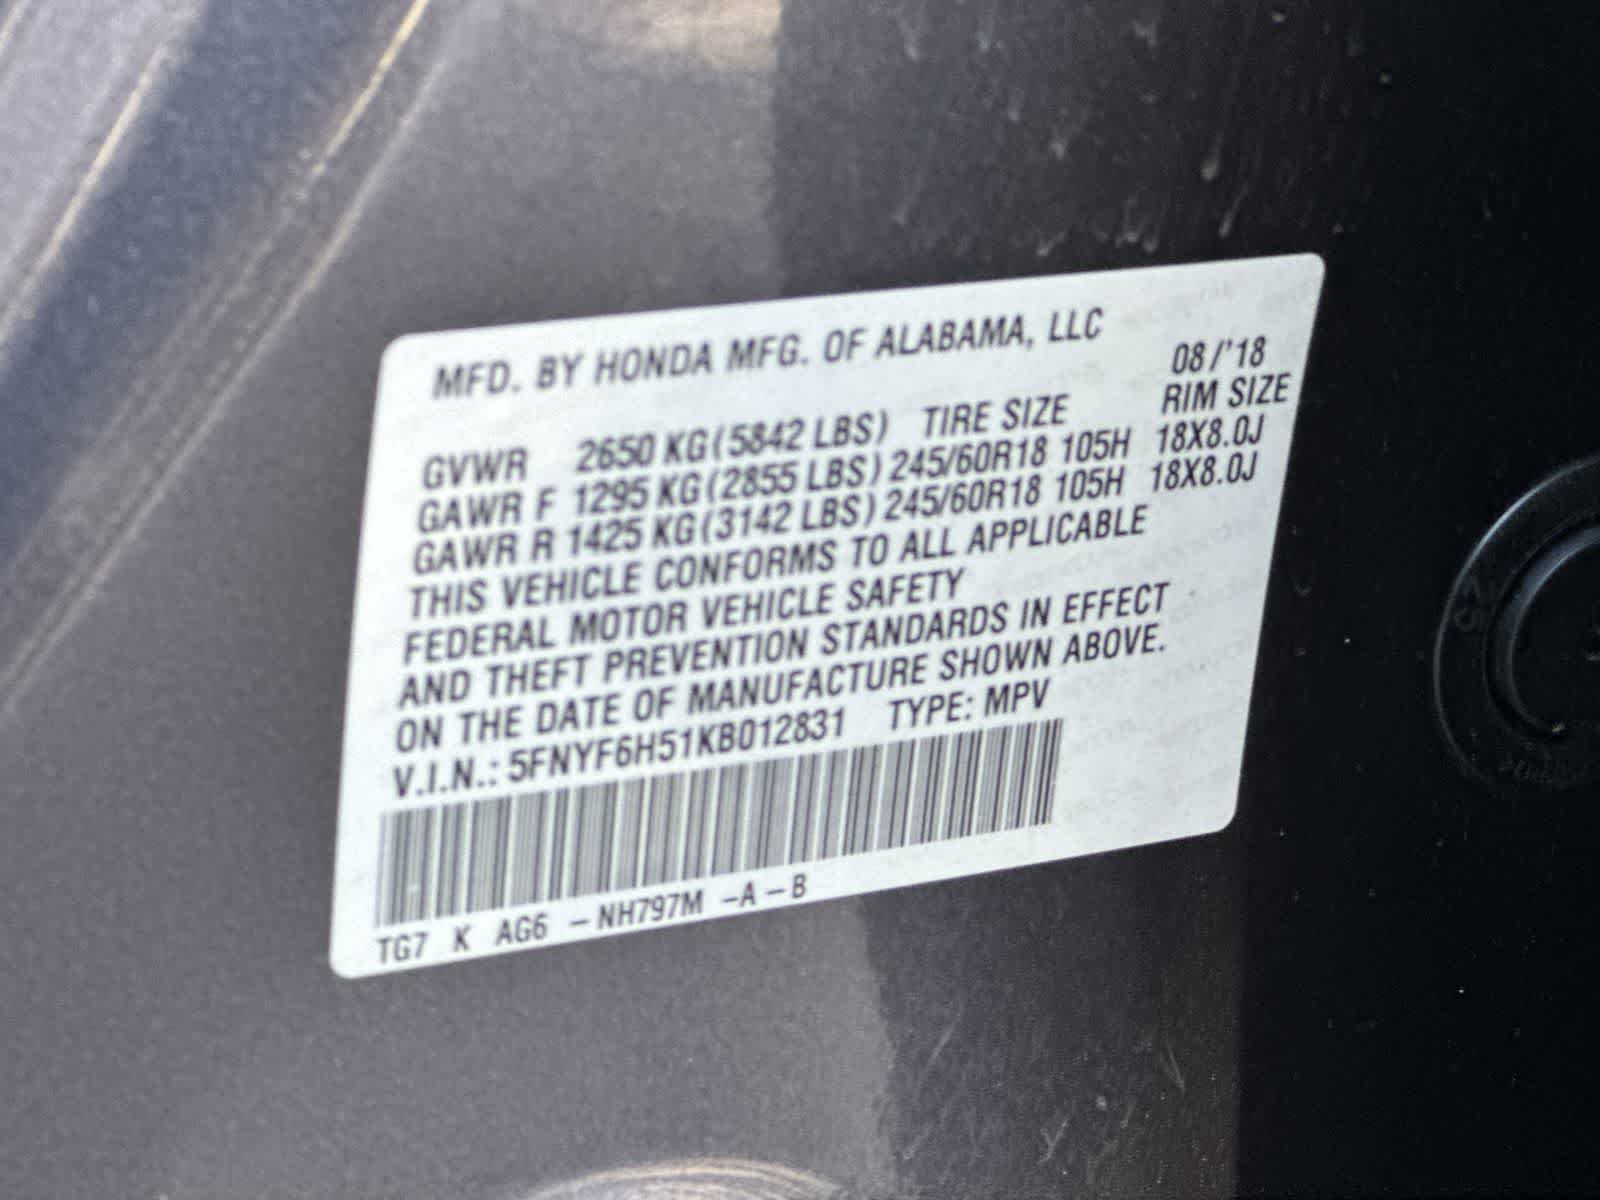 MFD. BY HONDA MFG. OF ALABAMA, LLC
08/'18
GVWR 2650 KG(5842 LBS) TIRE SIZE RIM SIZE
GAWR F 1295 KG(2855 LBS) 245/60R18 105H 18X8.0J
GAWR R 1425 KG(3142 LBS) 245/60R18 105H 18X8.0J
THIS VEHICLE CONFORMS TO ALL APPLICABLE
FEDERAL MOTOR VEHICLE SAFETY
AND THEFT PREVENTION STANDARDS IN EFFECT
ON THE DATE OF MANUFACTURE SHOWN ABOVE.
V.I.N.: 5FNYF6H51KB012831 TYPE: MPV
TG7 K AG6 -NH797M -A-B